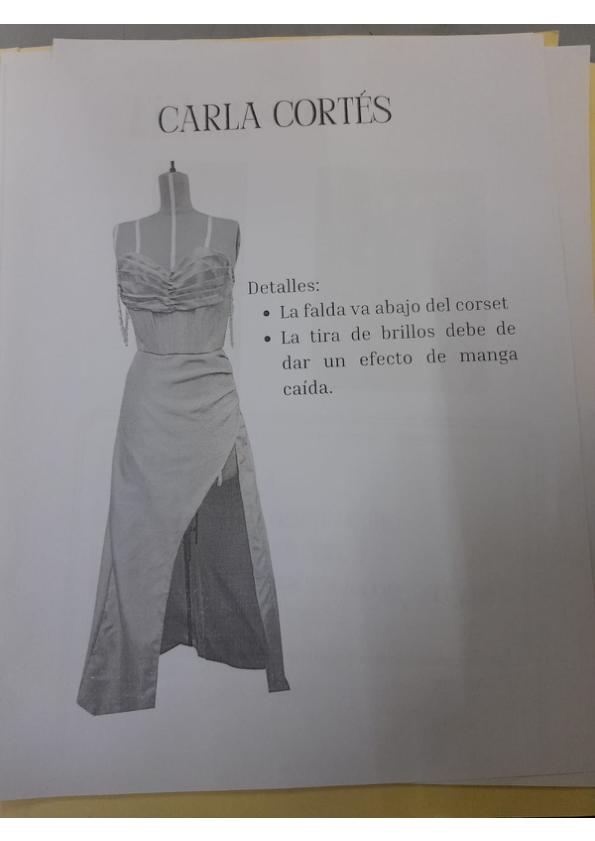 CARLA CORTÉS
Detalles:
• La falda va abajo del corset
• La tira de brillos debe de
dar un efecto de manga
caída.